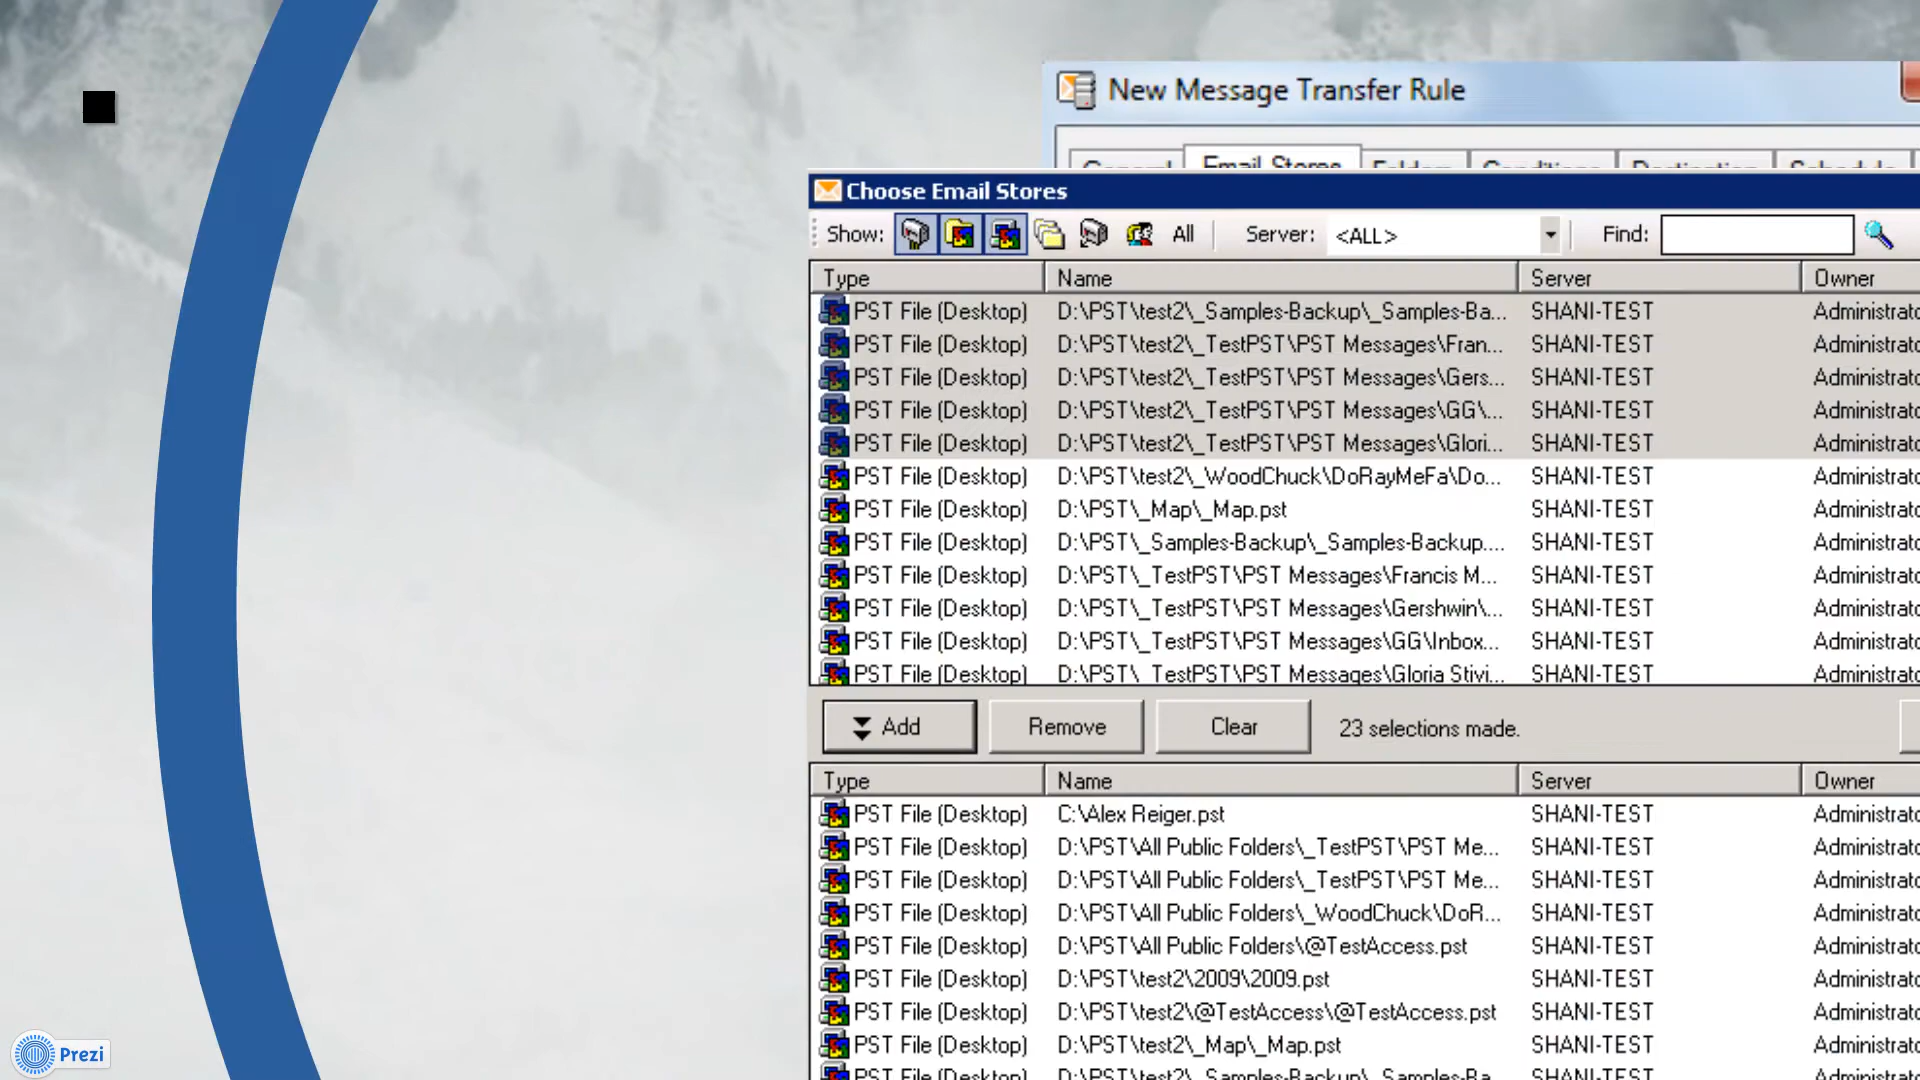 New Message Transfer Rule
General Email Stores Folders Conditions Destination Schedule
Choose Email Stores
Show: All Server: <ALL> Find:
Type Name Server Owner
PST File (Desktop) D:\PST\test2\_Samples-Backup\_Samples-Ba... SHANI-TEST Administrato
PST File (Desktop) D:\PST\test2\_TestPST\PST Messages\Fran... SHANI-TEST Administrato
PST File (Desktop) D:\PST\test2\_TestPST\PST Messages\Gers... SHANI-TEST Administrato
PST File (Desktop) D:\PST\test2\_TestPST\PST Messages\GG\... SHANI-TEST Administrato
PST File (Desktop) D:\PST\test2\_TestPST\PST Messages\Glori... SHANI-TEST Administrato
PST File (Desktop) D:\PST\test2\_WoodChuck\DoRayMeFa\Do... SHANI-TEST Administrato
PST File (Desktop) D:\PST\_Map\_Map.pst SHANI-TEST Administrato
PST File (Desktop) D:\PST\_Samples-Backup\_Samples-Backup.... SHANI-TEST Administrato
PST File (Desktop) D:\PST\_TestPST\PST Messages\Francis M... SHANI-TEST Administrato
PST File (Desktop) D:\PST\_TestPST\PST Messages\Gershwin\... SHANI-TEST Administrato
PST File (Desktop) D:\PST\_TestPST\PST Messages\GG\Inbox... SHANI-TEST Administrato
PST File (Desktop) D:\PST\_TestPST\PST Messages\Gloria Stivi... SHANI-TEST Administrato
Add Remove Clear 23 selections made.
Type Name Server Owner
PST File (Desktop) C:\Alex Reiger.pst SHANI-TEST Administrato
PST File (Desktop) D:\PST\All Public Folders\_TestPST\PST Me... SHANI-TEST Administrato
PST File (Desktop) D:\PST\All Public Folders\_TestPST\PST Me... SHANI-TEST Administrato
PST File (Desktop) D:\PST\All Public Folders\_WoodChuck\DoR... SHANI-TEST Administrato
PST File (Desktop) D:\PST\All Public Folders\@TestAccess.pst SHANI-TEST Administrato
PST File (Desktop) D:\PST\test2\2009\2009.pst SHANI-TEST Administrato
PST File (Desktop) D:\PST\test2\@TestAccess\@TestAccess.pst SHANI-TEST Administrato
PST File (Desktop) D:\PST\test2\_Map\_Map.pst SHANI-TEST Administrato
PST File (Desktop) D:\PST\test2\_Samples-Backup\_Samples-Ba... SHANI-TEST Administrato
Prezi